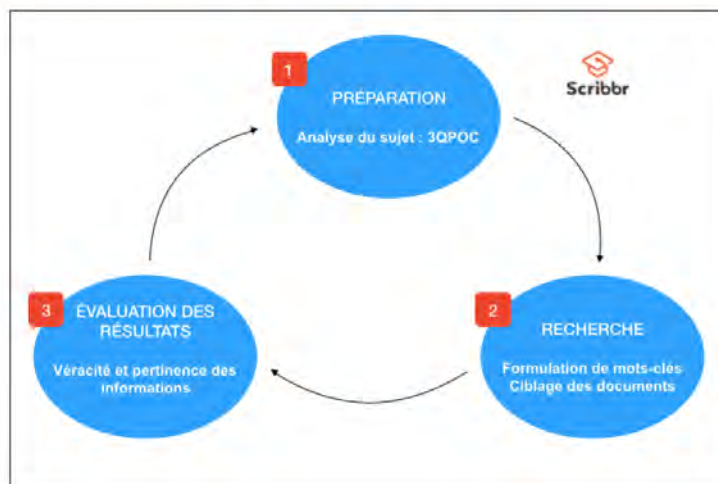 1
PRÉPARATION
Analyse du sujet : 3QPOC
Scribbr
3
ÉVALUATION DES
RÉSULTATS
Véracité et pertinence des
informations
2
RECHERCHE
Formulation de mots-clés
Ciblage des documents